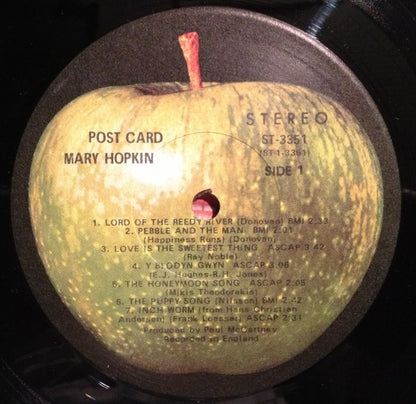 STEREO
POST CARD
MARY HOPKIN
ST-3351
(ST-1-3351)
SIDE 1
1. LORD OF THE REEDY RIVER (Donovan) BMI 2:33
2. PEBBLE AND THE MAN BMI 2:01
(Happiness Runs) (Donovan)
3. LOVE IS THE SWEETEST THING ASCAP 3:42
(Ray Noble)
4. Y BLODYN GWYN ASCAP 3:06
(E.J. Hughes-R.H. Jones)
5. THE HONEYMOON SONG ASCAP 2:05
(Mikis Theodorakis)
6. THE PUPPY SONG (Nilsson) BMI 2:42
7. INCH WORM (from Hans Christian
Andersen) (Frank Loesser) ASCAP 2:31
Produced by Paul McCartney
Recorded in England